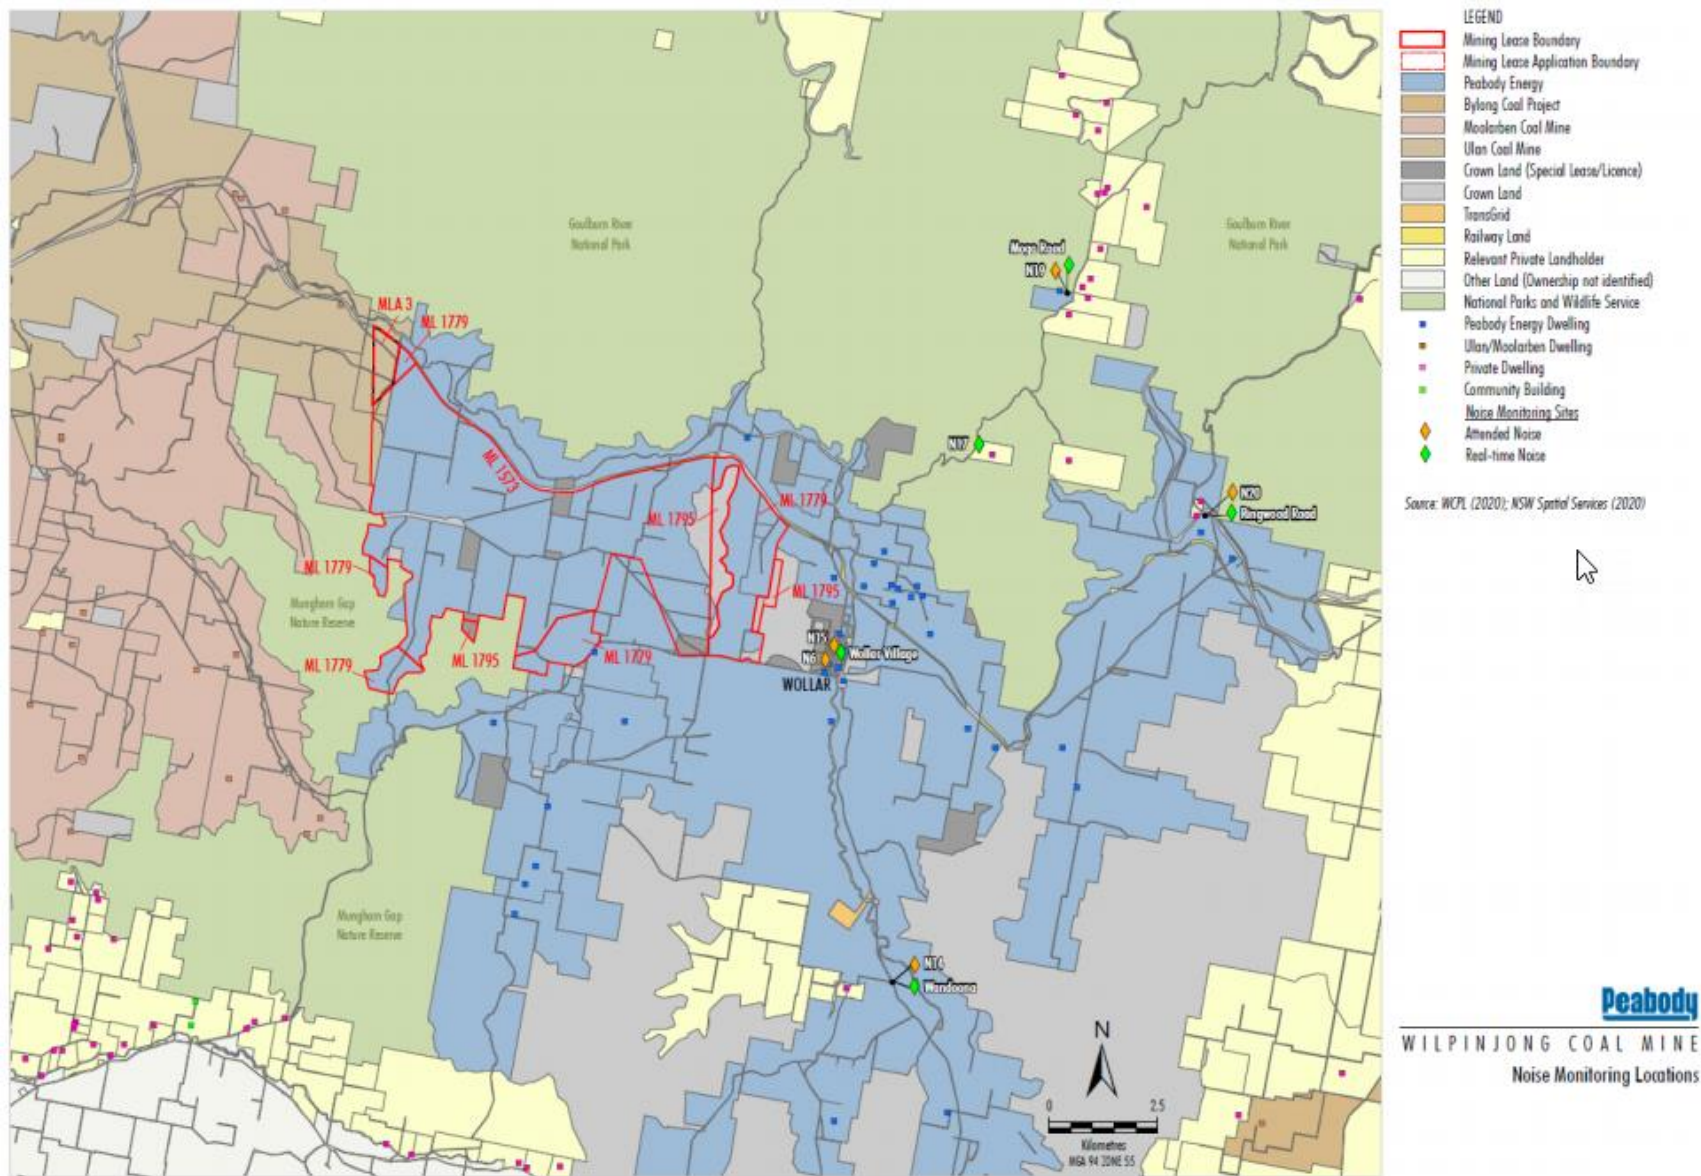 LEGEND
Mining Lease Boundary
Mining Lease Application Boundary
Peabody Energy
Bylong Coal Project
Moolarben Coal Mine
Ulan Coal Mine
Crown Land (Special Lease/Licence)
Crown Land
TransGrid
Railway Land
Relevant Private Landholder
Other Land (Ownership not identified)
National Parks and Wildlife Service
Peabody Energy Dwelling
Ulan/Moolarben Dwelling
Private Dwelling
Community Building
Noise Monitoring Sites
Attended Noise
Real-time Noise
Source: WCPL (2020); NSW Spatial Services (2020)
Goulburn River
National Park
Goulburn River
National Park
Mogo Road
N19
MLA 3
ML 1779
N17
ML 1573
N20
Ringwood Road
ML 1795
ML 1779
ML 1779
ML 1795
Munghorn Gap
Nature Reserve
N15
Wollar Village
N6
ML 1779
ML 1795
ML 1779
WOLLAR
Munghorn Gap
Nature Reserve
N14
Wandoona
N
0 2.5
Kilometres
MGA 94 ZONE 55
Peabody
WILPINJONG COAL MINE
Noise Monitoring Locations